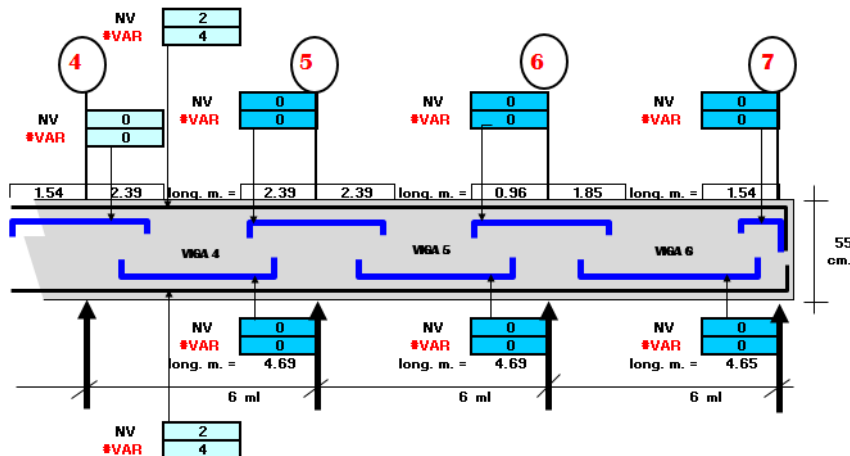 NV 2
#VAR 4
4 5 6 7
NV 0 NV 0 NV 0
#VAR 0 #VAR 0 #VAR 0
NV 0
#VAR 0
1.54 2.39 long. m. = 2.39 2.39 long. m. = 0.96 1.85 long. m. = 1.54
VIGA 4 VIGA 5 VIGA 6
55
cm.
NV 0 NV 0 NV 0
#VAR 0 #VAR 0 #VAR 0
long. m. = 4.69 long. m. = 4.69 long. m. = 4.65
6 ml 6 ml 6 ml
NV 2
#VAR 4